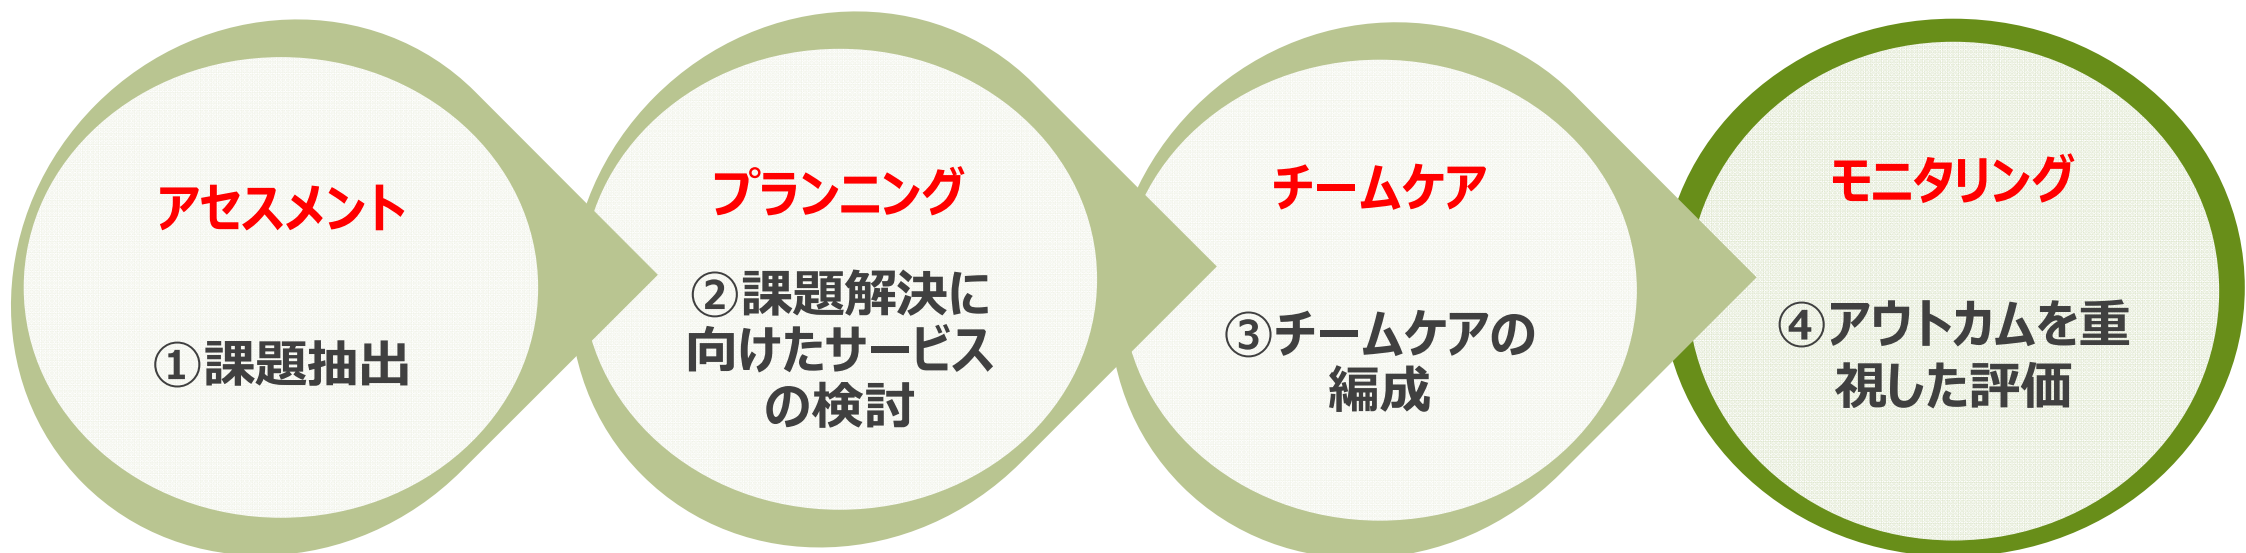 アセスメント
①課題抽出
プランニング
②課題解決に
向けたサービス
の検討
チームケア
③チームケアの
編成
モニタリング
④アウトカムを重
視した評価